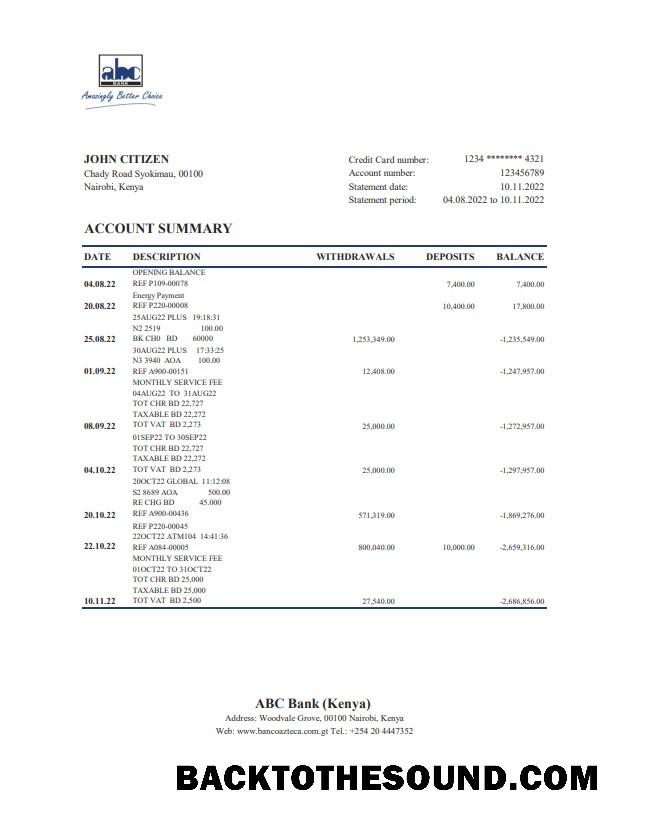 abc
BANK
Amazingly Better Choice
JOHN CITIZEN
Chady Road Syokimau, 00100
Nairobi, Kenya
Credit Card number: 1234 ******** 4321
Account number: 123456789
Statement date: 10.11.2022
Statement period: 04.08.2022 to 10.11.2022
ACCOUNT SUMMARY
DATE DESCRIPTION WITHDRAWALS DEPOSITS BALANCE
OPENING BALANCE
04.08.22 REF P109-00078 7,400.00 7,400.00
Energy Payment
20.08.22 REF P220-00008 10,400.00 17,800.00
25AUG22 PLUS 19:18:31
N2 2519 100.00
25.08.22 BK CH0 BD 60000 1,253,349.00 -1,235,549.00
30AUG22 PLUS 17:33:25
N3 3940 AOA 100.00
01.09.22 REF A900-00151 12,408.00 -1,247,957.00
MONTHLY SERVICE FEE
04AUG22 TO 31AUG22
TOT CHR BD 22,727
TAXABLE BD 22,272
08.09.22 TOT VAT BD 2,273 25,000.00 -1,272,957.00
01SEP22 TO 30SEP22
TOT CHR BD 22,727
TAXABLE BD 22,272
04.10.22 TOT VAT BD 2,273 25,000.00 -1,297,957.00
20OCT22 GLOBAL 11:12:08
S2 8689 AOA 500.00
RE CHG BD 45.000
20.10.22 REF A900-00436 571,319.00 -1,869,276.00
REF P220-00045
22OCT22 ATM104 14:41:36
22.10.22 REF A084-00005 800,040.00 10,000.00 -2,659,316.00
MONTHLY SERVICE FEE
01OCT22 TO 31OCT22
TOT CHR BD 25,000
TAXABLE BD 25,000
10.11.22 TOT VAT BD 2,500 27,540.00 -2,686,856.00
ABC Bank (Kenya)
Address: Woodvale Grove, 00100 Nairobi, Kenya
Web: www.bancoazteca.com.gt Tel.: +254 20 4447352
BACKTOTHESOUND.COM